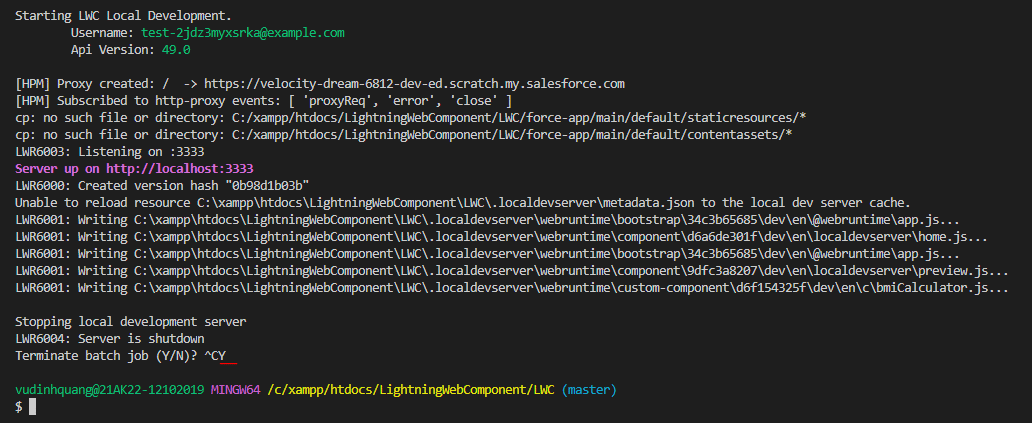 Starting LWC Local Development.
Username: test-2jdz3myxsrka@example.com
Api Version: 49.0
[HPM] Proxy created: /  -> https://velocity-dream-6812-dev-ed.scratch.my.salesforce.com
[HPM] Subscribed to http-proxy events: [ 'proxyReq', 'error', 'close' ]
cp: no such file or directory: C:/xampp/htdocs/LightningWebComponent/LWC/force-app/main/default/staticresources/*
cp: no such file or directory: C:/xampp/htdocs/LightningWebComponent/LWC/force-app/main/default/contentassets/*
LWR6003: Listening on :3333
Server up on http://localhost:3333
LWR6000: Created version hash "0b98d1b03b"
Unable to reload resource C:\xampp\htdocs\LightningWebComponent\LWC\.localdevserver\metadata.json to the local dev server cache.
LWR6001: Writing C:\xampp\htdocs\LightningWebComponent\LWC\.localdevserver\webruntime\bootstrap\34c3b65685\dev\en\@webruntime\app.js...
LWR6001: Writing C:\xampp\htdocs\LightningWebComponent\LWC\.localdevserver\webruntime\component\d6a6de301f\dev\en\localdevserver\home.js...
LWR6001: Writing C:\xampp\htdocs\LightningWebComponent\LWC\.localdevserver\webruntime\bootstrap\34c3b65685\dev\en\@webruntime\app.js...
LWR6001: Writing C:\xampp\htdocs\LightningWebComponent\LWC\.localdevserver\webruntime\component\9dfc3a8207\dev\en\localdevserver\preview.js...
LWR6001: Writing C:\xampp\htdocs\LightningWebComponent\LWC\.localdevserver\webruntime\custom-component\d6f154325f\dev\en\c\bmiCalculator.js...
Stopping local development server
LWR6004: Server is shutdown
Terminate batch job (Y/N)? ^CY
vudinhquang@21AK22-12102019 MINGW64 /c/xampp/htdocs/LightningWebComponent/LWC (master)
$